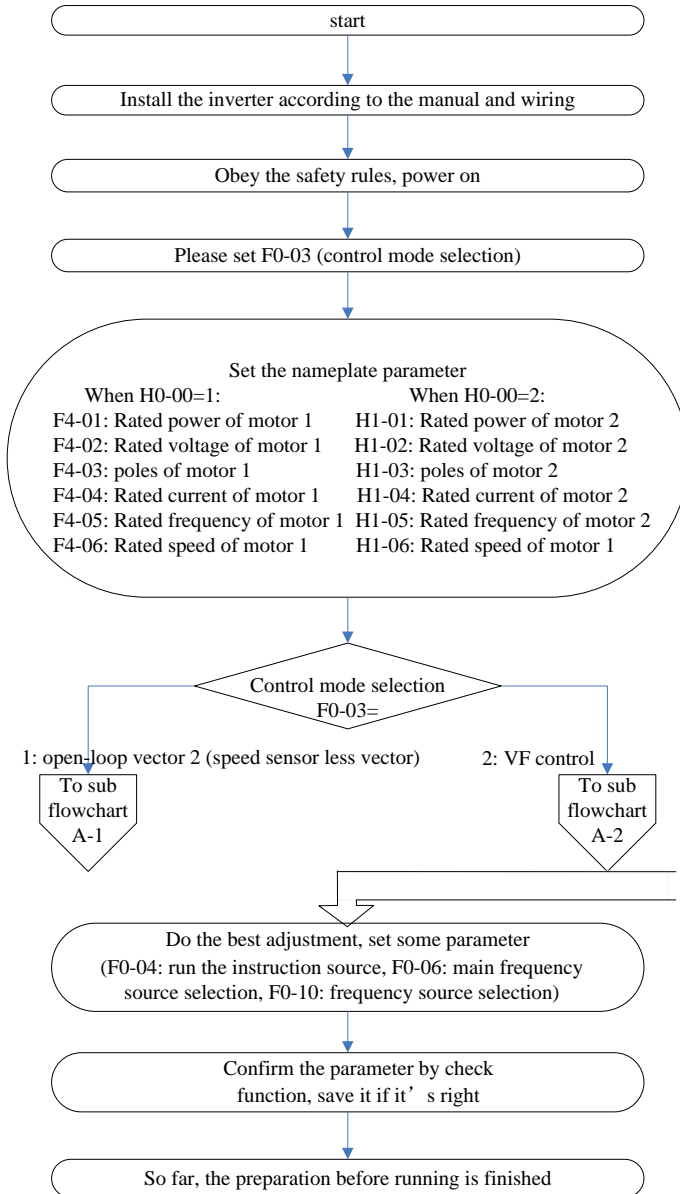 start
Install the inverter according to the manual and wiring
Obey the safety rules, power on
Please set F0-03 (control mode selection)
Set the nameplate parameter
When H0-00=1:
F4-01: Rated power of motor 1
F4-02: Rated voltage of motor 1
F4-03: poles of motor 1
F4-04: Rated current of motor 1
F4-05: Rated frequency of motor 1
F4-06: Rated speed of motor 1
When H0-00=2:
H1-01: Rated power of motor 2
H1-02: Rated voltage of motor 2
H1-03: poles of motor 2
H1-04: Rated current of motor 2
H1-05: Rated frequency of motor 2
H1-06: Rated speed of motor 1
Control mode selection
F0-03=
1: open-loop vector 2 (speed sensor less vector)
To sub
flowchart
A-1
2: VF control
To sub
flowchart
A-2
Do the best adjustment, set some parameter
(F0-04: run the instruction source, F0-06: main frequency
source selection, F0-10: frequency source selection)
Confirm the parameter by check
function, save it if it’s right
So far, the preparation before running is finished